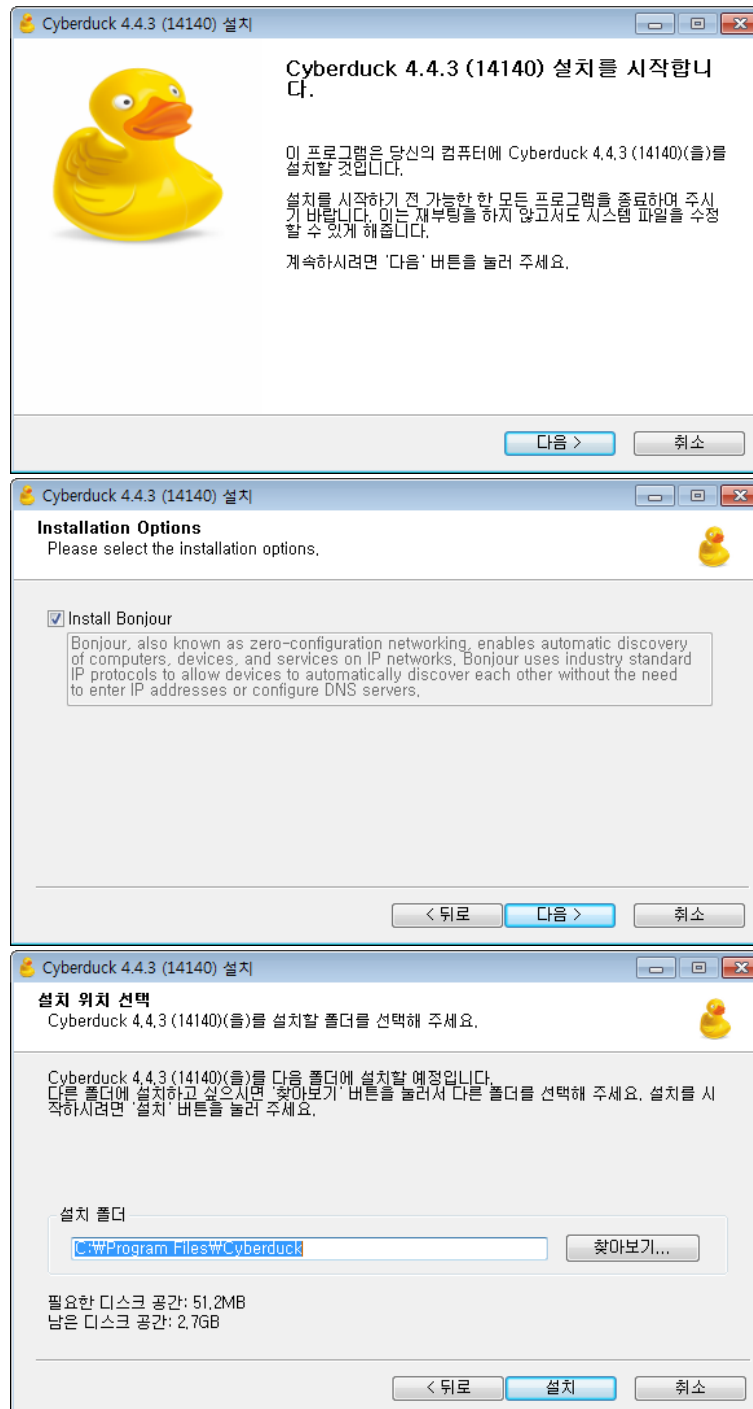 Cyberduck 4.4.3 (14140) 설치
Cyberduck 4.4.3 (14140) 설치를 시작합니
다.
이 프로그램은 당신의 컴퓨터에 Cyberduck 4.4.3 (14140)(을)를
설치할 것입니다.
설치를 시작하기 전 가능한 한 모든 프로그램을 종료하여 주시
기 바랍니다. 이는 재부팅을 하지 않고서도 시스템 파일을 수정
할 수 있게 해줍니다.
계속하시려면 '다음' 버튼을 눌러 주세요.
다음 > 취소
Cyberduck 4.4.3 (14140) 설치
Installation Options
Please select the installation options.
Install Bonjour
Bonjour, also known as zero-configuration networking, enables automatic discovery
of computers, devices, and services on IP networks. Bonjour uses industry standard
IP protocols to allow devices to automatically discover each other without the need
to enter IP addresses or configure DNS servers.
< 뒤로 다음 > 취소
Cyberduck 4.4.3 (14140) 설치
설치 위치 선택
Cyberduck 4.4.3 (14140)(을)를 설치할 폴더를 선택해 주세요.
Cyberduck 4.4.3 (14140)(을)를 다음 폴더에 설치할 예정입니다.
다른 폴더에 설치하고 싶으시면 '찾아보기' 버튼을 눌러서 다른 폴더를 선택해 주세요. 설치를 시
작하시려면 '설치' 버튼을 눌러 주세요.
설치 폴더
C:₩Program Files₩Cyberduck 찾아보기...
필요한 디스크 공간: 51.2MB
남은 디스크 공간: 2.7GB
< 뒤로 설치 취소